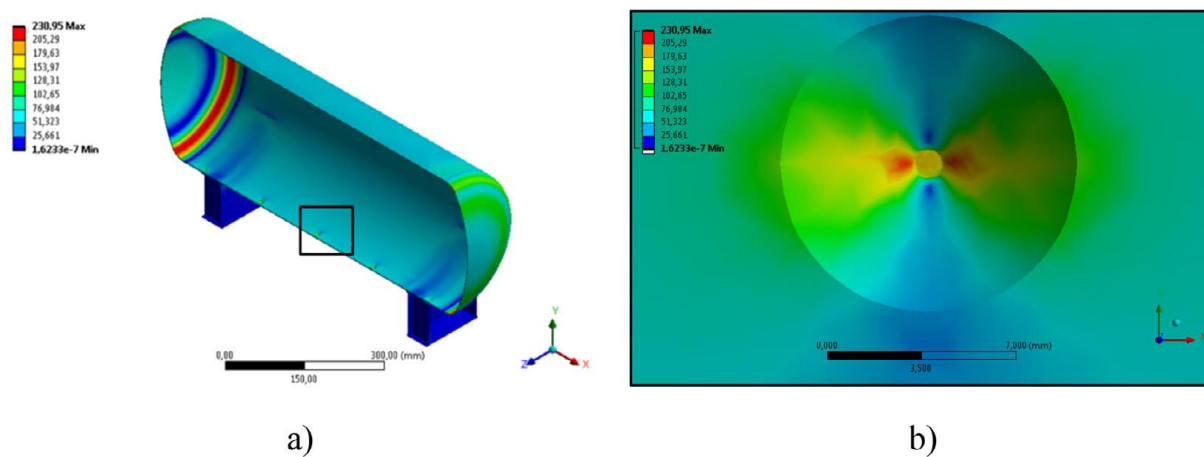 230,95 Max
205,29
179,63
153,97
128,31
102,65
76,984
51,323
25,661
1,6233e-7 Min
0,00
300,00 (mm)
150,00
Y
Z
X
a)
230,95 Max
205,29
179,63
153,97
128,31
102,65
76,984
51,323
25,661
1,6233e-7 Min
0,000
7,000 (mm)
3,500
b)